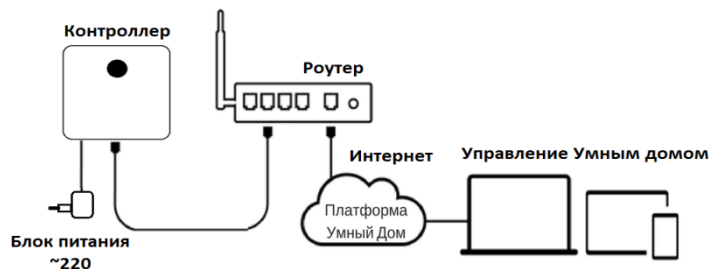 Контроллер
Роутер
Интернет
Управление Умным домом
Платформа
Умный Дом
Блок питания
~220